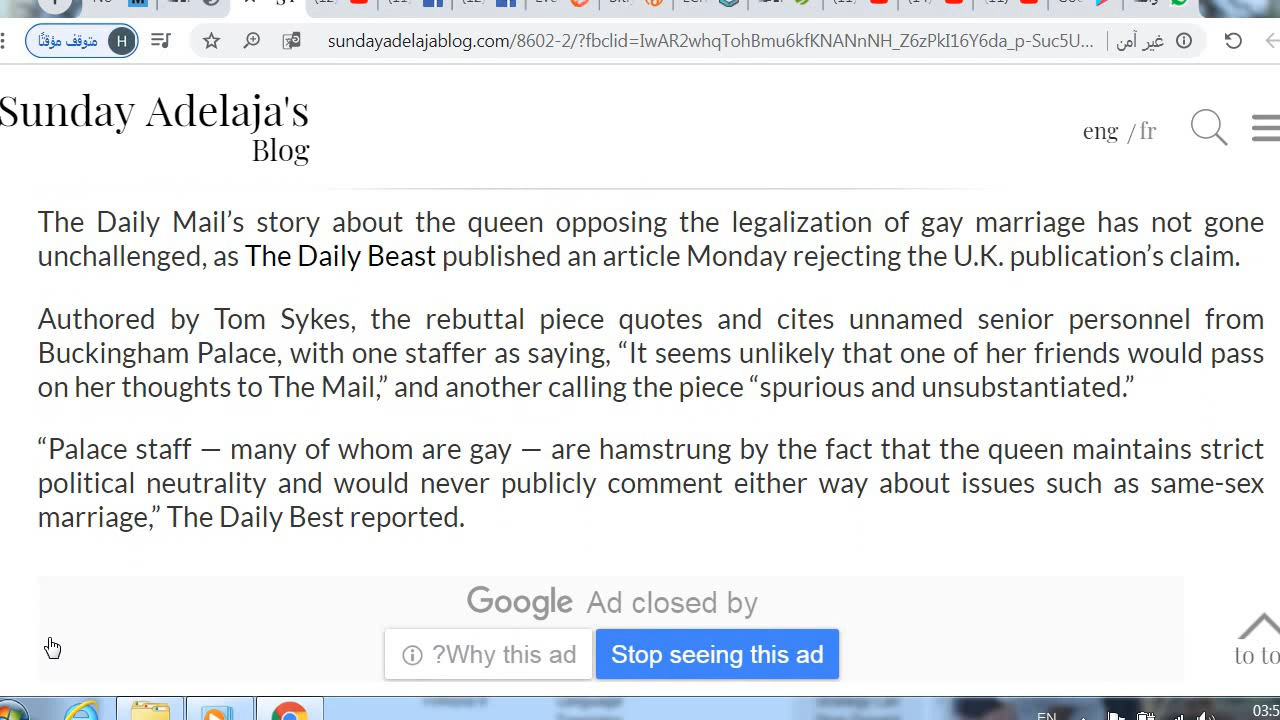 متوقف مؤقتًا H
sundayadelajablog.com/8602-2/?fbclid=IwAR2whqTohBmu6kfKNANnNH_Z6zPkI16Y6da_p-Suc5U... غير آمن
Sunday Adelaja's
Blog
eng / fr
The Daily Mail’s story about the queen opposing the legalization of gay marriage has not gone
unchallenged, as The Daily Beast published an article Monday rejecting the U.K. publication’s claim.
Authored by Tom Sykes, the rebuttal piece quotes and cites unnamed senior personnel from
Buckingham Palace, with one staffer as saying, “It seems unlikely that one of her friends would pass
on her thoughts to The Mail,” and another calling the piece “spurious and unsubstantiated.”
“Palace staff — many of whom are gay — are hamstrung by the fact that the queen maintains strict
political neutrality and would never publicly comment either way about issues such as same-sex
marriage,” The Daily Best reported.
Google Ad closed by
?Why this ad
Stop seeing this ad
to to
EN
03:5